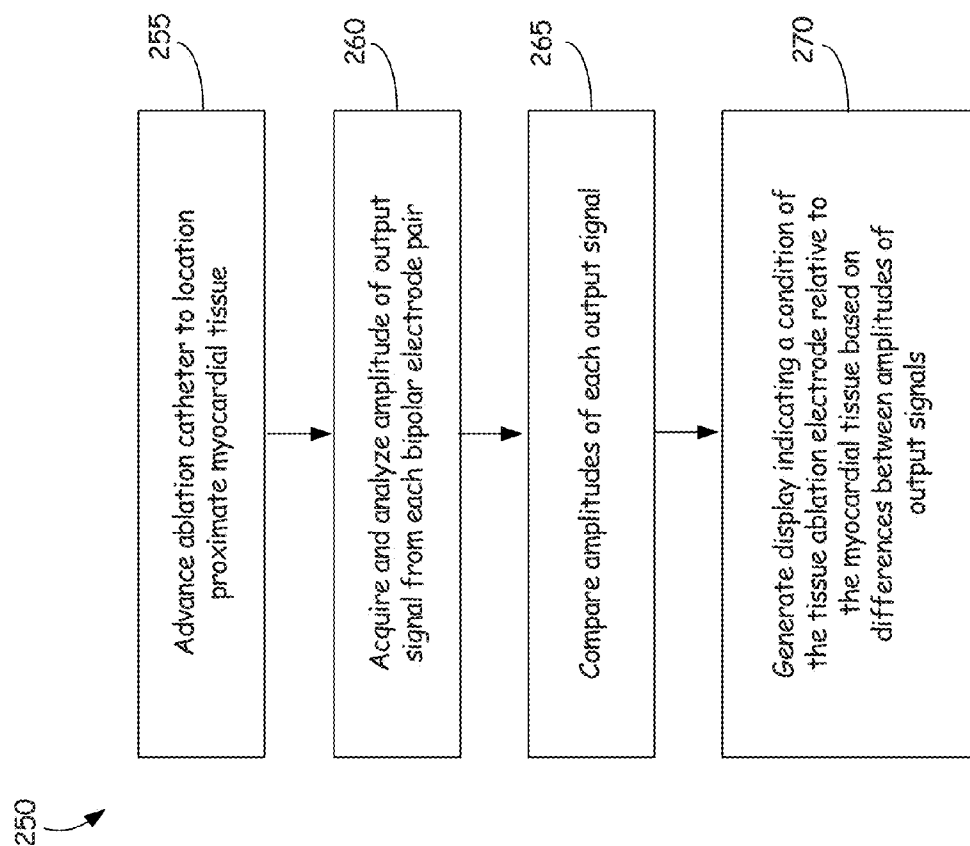 250
255
Advance ablation catheter to location
proximate myocardial tissue
260
Acquire and analyze amplitude of output
signal from each bipolar electrode pair
265
Compare amplitudes of each output signal
270
Generate display indicating a condition of
the tissue ablation electrode relative to
the myocardial tissue based on
differences between amplitudes of
output signals